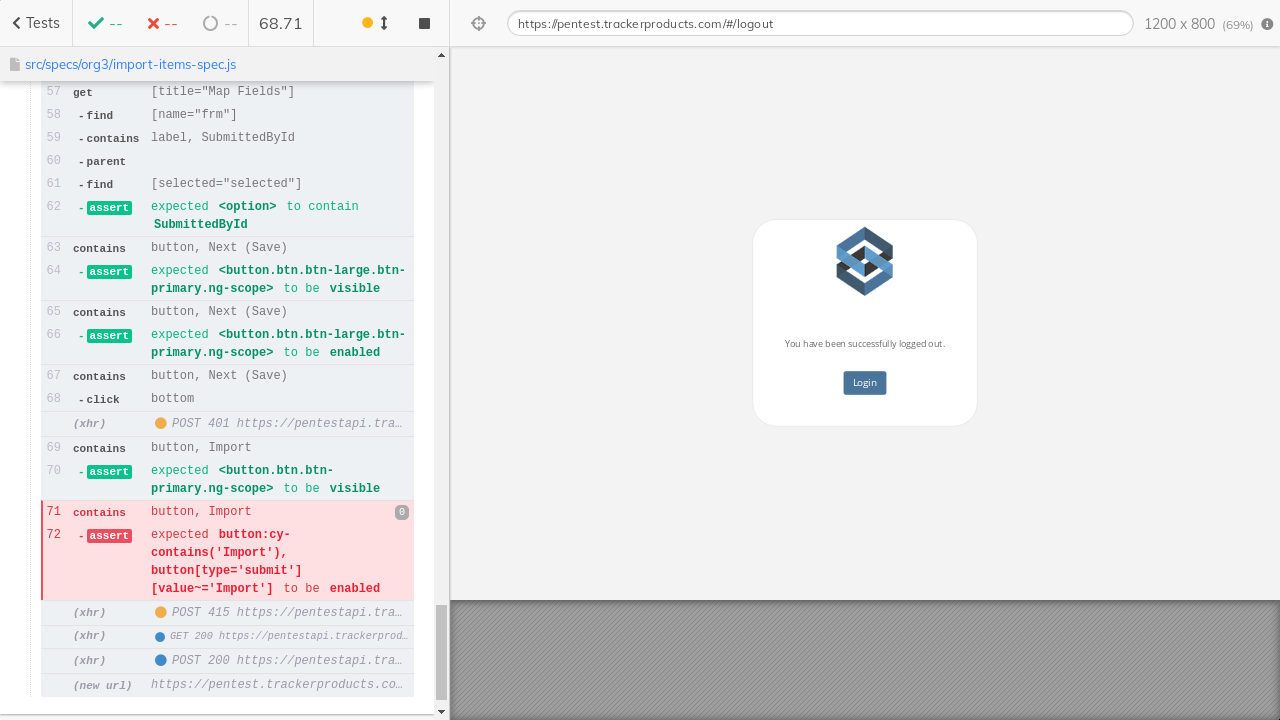 Tests
--
--
--
68.71
https://pentest.trackerproducts.com/#/logout
1200 x 800 (69%)
src/specs/org3/import-items-spec.js
57 get [title="Map Fields"]
58 -find [name="frm"]
59 -contains label, SubmittedById
60 -parent
61 -find [selected="selected"]
62 -assert expected <option> to contain
SubmittedById
63 contains button, Next (Save)
64 -assert expected <button.btn.btn-large.btn-
primary.ng-scope> to be visible
65 contains button, Next (Save)
66 -assert expected <button.btn.btn-large.btn-
primary.ng-scope> to be enabled
67 contains button, Next (Save)
68 -click bottom
(xhr) POST 401 https://pentestapi.tra…
69 contains button, Import
70 -assert expected <button.btn.btn-
primary.ng-scope> to be visible
71 contains button, Import 0
72 -assert expected button:cy-
contains('Import'),
button[type='submit']
[value~='Import'] to be enabled
(xhr) POST 415 https://pentestapi.tra…
(xhr) GET 200 https://pentestapi.trackerprod…
(xhr) POST 200 https://pentestapi.tra…
(new url) https://pentest.trackerproducts.co…
You have been successfully logged out.
Login